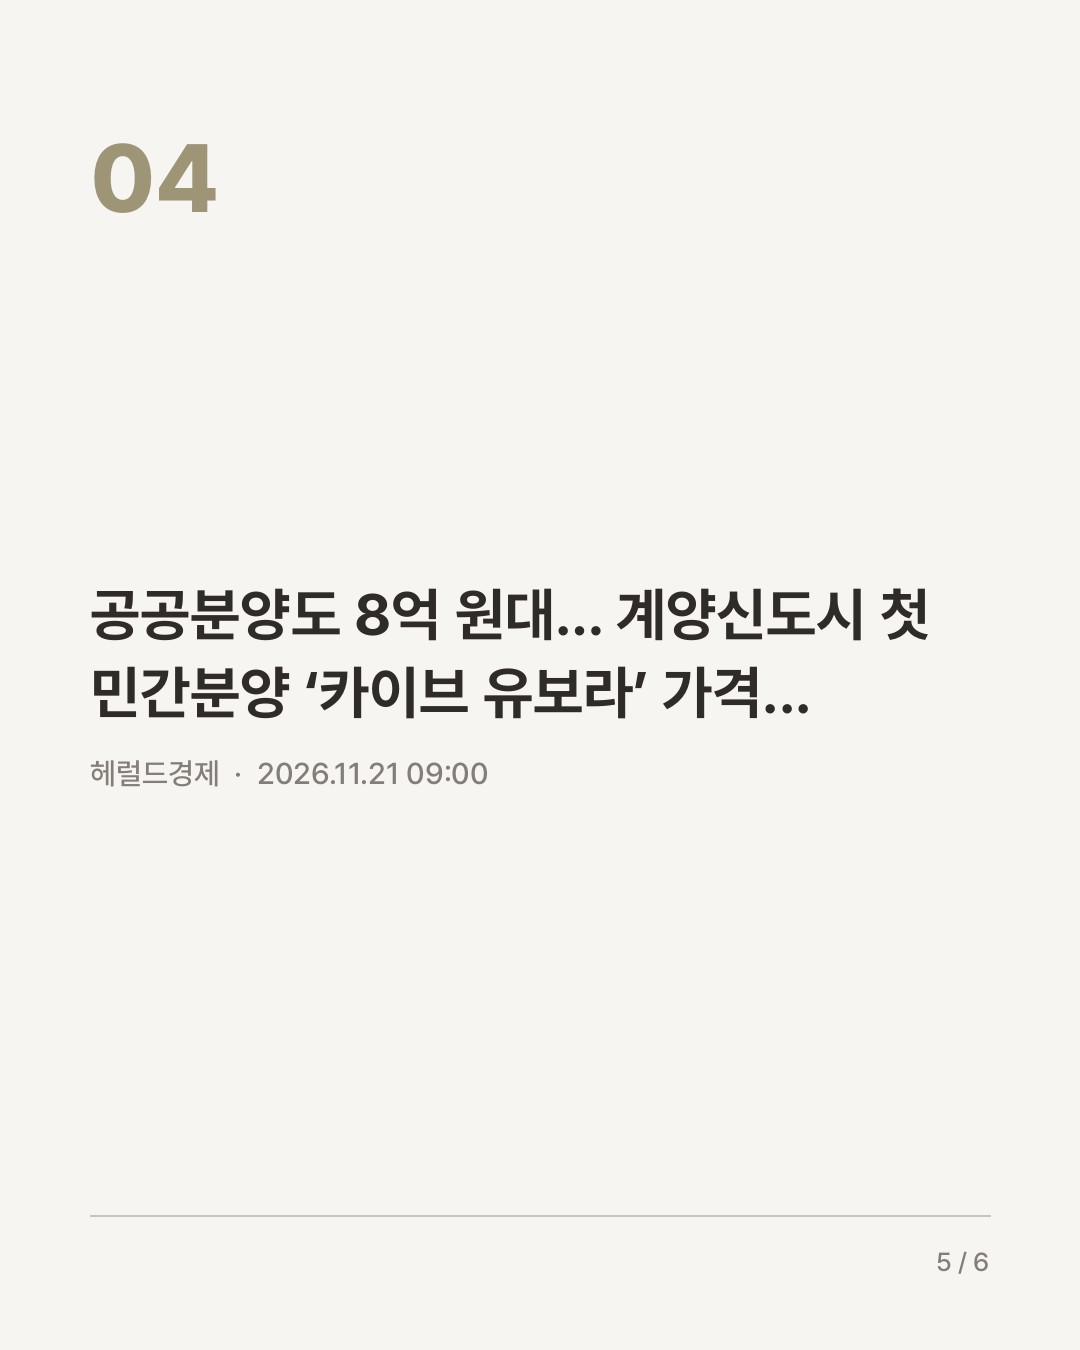 04
공공분양도 8억 원대… 계양신도시 첫
민간분양 ‘카이브 유보라’ 가격…
헤럴드경제 · 2026.11.21 09:00
5 / 6